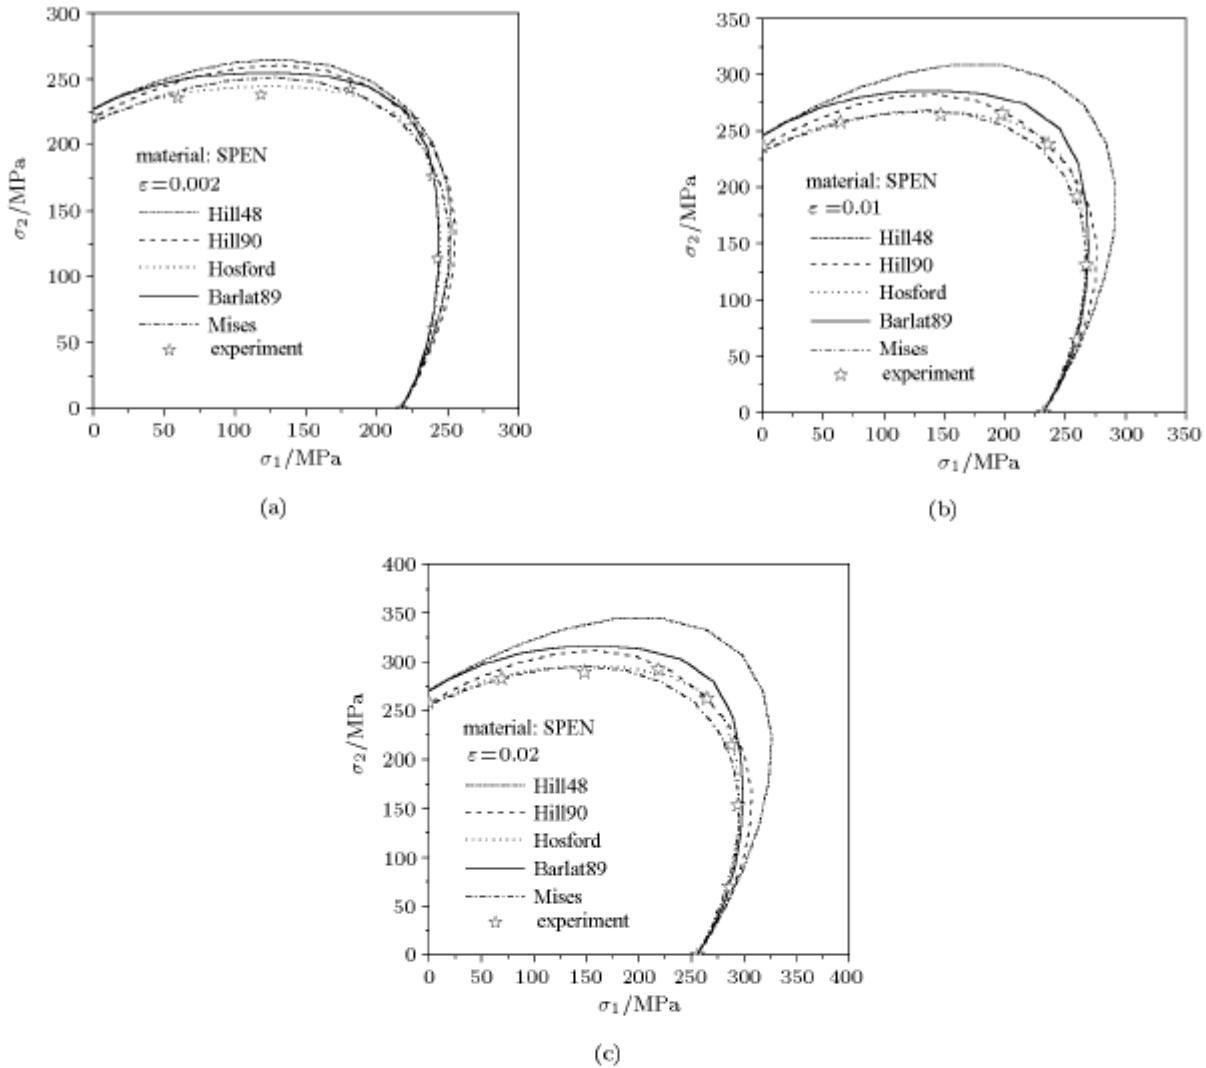 300
250
200
150
100
50
0
σ₂/MPa
material: SPEN
ε=0.002
Hill48
Hill90
Hosford
Barlat89
Mises
experiment
0 50 100 150 200 250 300
σ₁/MPa
(a)
350
300
250
200
150
100
50
0
σ₂/MPa
material: SPEN
ε=0.01
Hill48
Hill90
Hosford
Barlat89
Mises
experiment
0 50 100 150 200 250 300 350
σ₁/MPa
(b)
400
350
300
250
200
150
100
50
0
σ₂/MPa
material: SPEN
ε=0.02
Hill48
Hill90
Hosford
Barlat89
Mises
experiment
0 50 100 150 200 250 300 350 400
σ₁/MPa
(c)